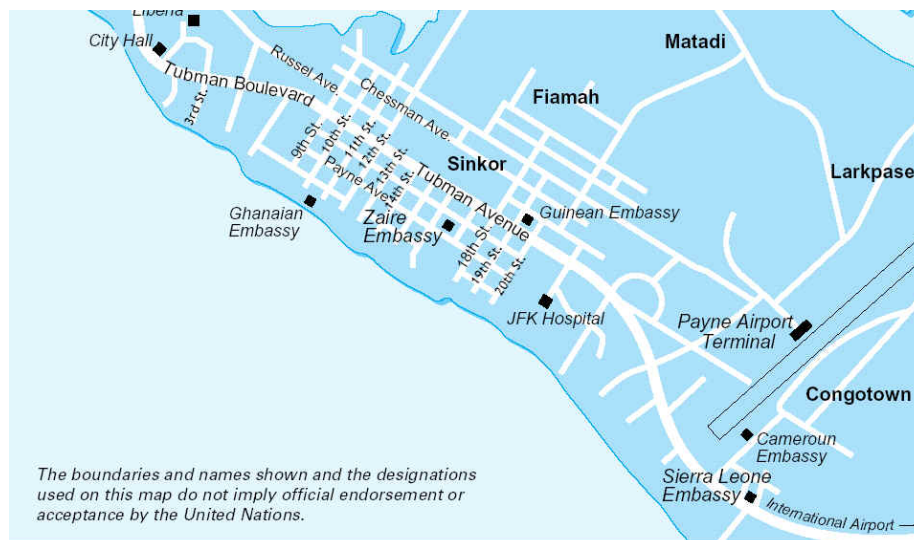 Liberia
City Hall
Matadi
Russel Ave.
Tubman Boulevard
Chessman Ave.
Fiamah
3rd St.
9th St.
10th St.
11th St.
12th St.
13th St.
14th St.
Sinkor
Payne Ave.
Tubman Avenue
Larkpase
Ghanaian
Embassy
Zaire
Embassy
Guinean Embassy
18th St.
19th St.
20th St.
JFK Hospital
Payne Airport
Terminal
Congotown
Cameroun
Embassy
Sierra Leone
Embassy
International Airport
The boundaries and names shown and the designations
used on this map do not imply official endorsement or
acceptance by the United Nations.